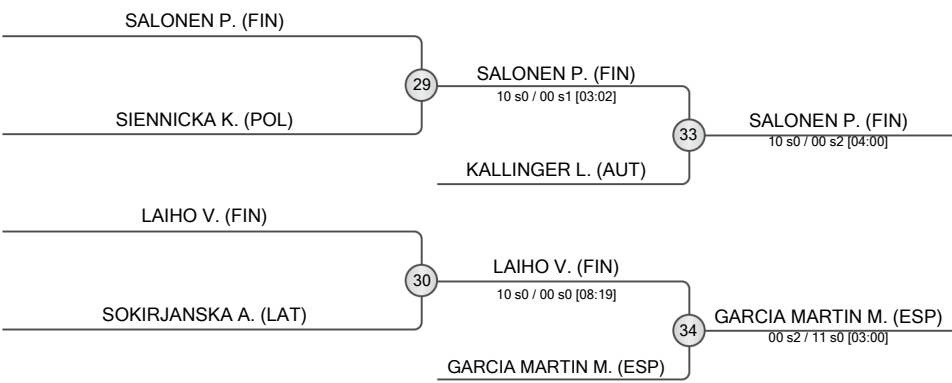 SALONEN P. (FIN)
29
SALONEN P. (FIN)
10 s0 / 00 s1 [03:02]
SIENNICKA K. (POL)
33
SALONEN P. (FIN)
10 s0 / 00 s2 [04:00]
KALLINGER L. (AUT)
LAIHO V. (FIN)
30
LAIHO V. (FIN)
10 s0 / 00 s0 [08:19]
SOKIRJANSKA A. (LAT)
34
GARCIA MARTIN M. (ESP)
00 s2 / 11 s0 [03:00]
GARCIA MARTIN M. (ESP)